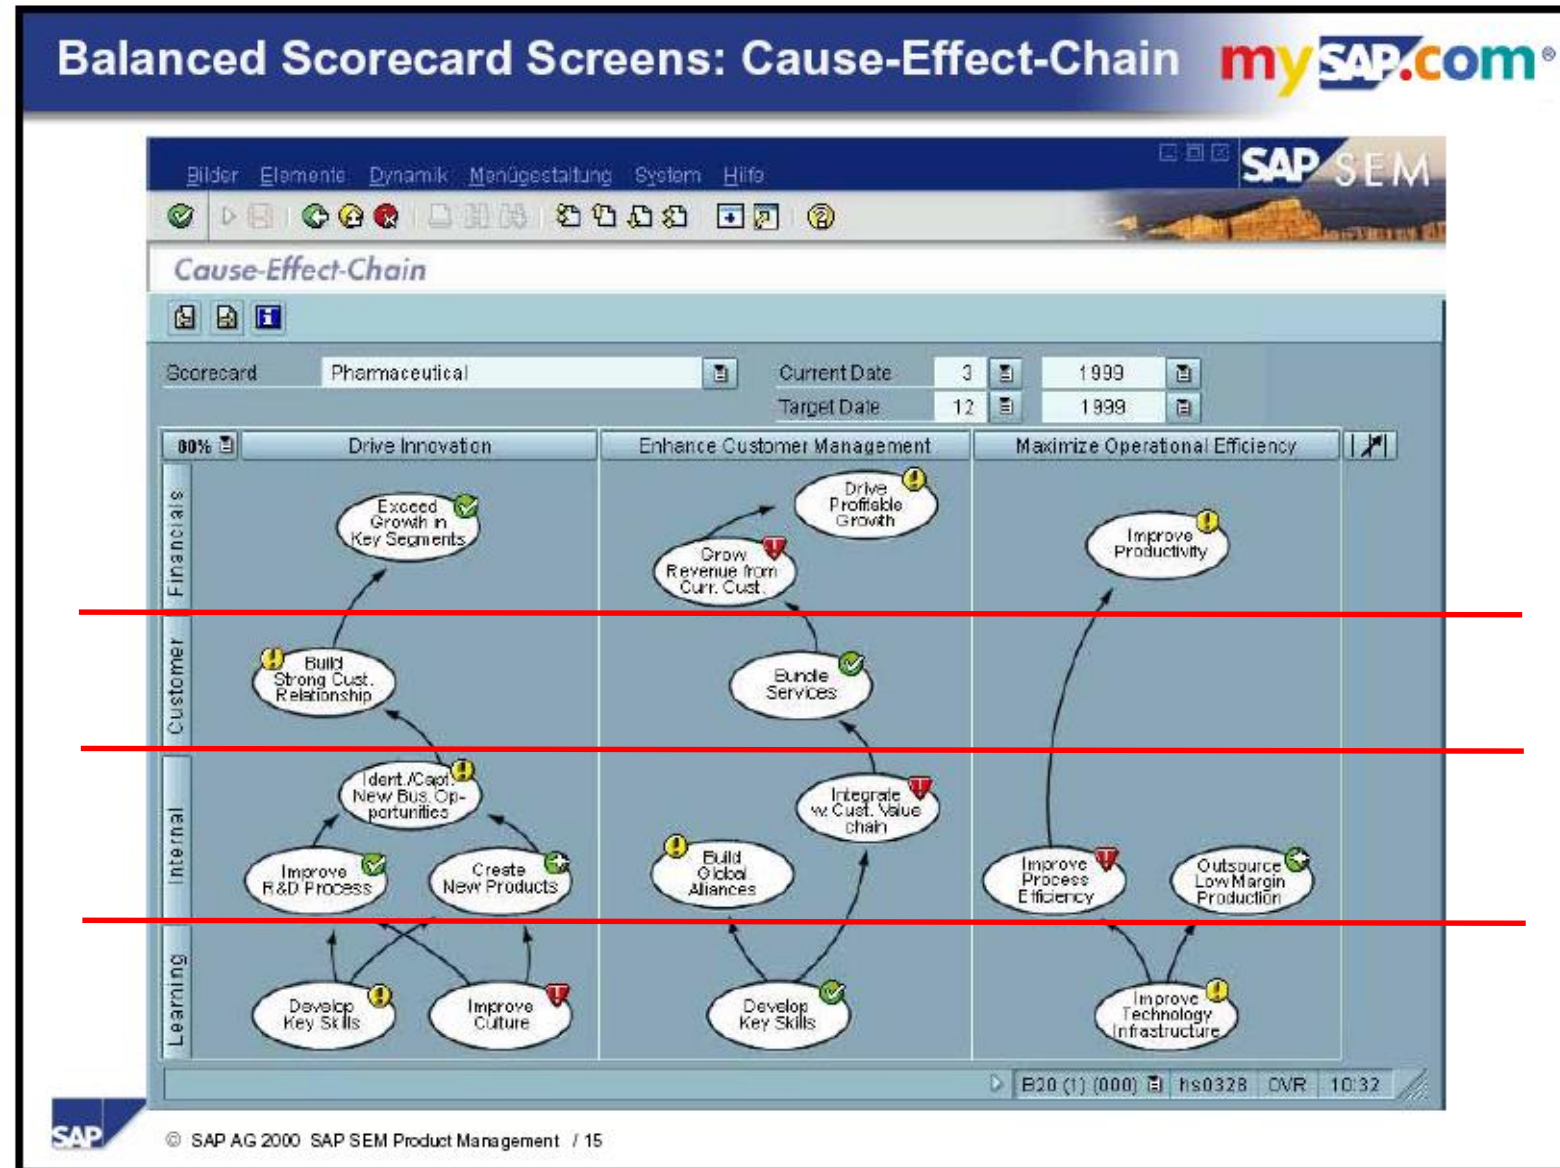 Balanced Scorecard Screens: Cause-Effect-Chain
mySAP.com®
Bilder Elemente Dynamik Menügestaltung System Hilfe
SAP SEM
Cause-Effect-Chain
Scorecard Pharmaceutical Current Date 3 1999
Target Date 12 1999
80% Drive Innovation Enhance Customer Management Maximize Operational Efficiency
Financials
Exceed
Growth in
Key Segments
Drive
Profitable
Growth
Grow
Revenue from
Curr. Cust.
Improve
Productivity
Customer
Build
Strong Cust.
Relationship
Bundle
Services
Internal
Ident./Capt.
New Bus. Op-
portunities
Integrate
w. Cust. Value
chain
Improve
R&D Process
Create
New Products
Build
Global
Aliances
Improve
Process
Efficiency
Outsource
Low Margin
Production
Learning
Develop
Key Skills
Improve
Culture
Develop
Key Skills
Improve
Technology
Infrastructure
B20 (1) (000) hs0328 OVR 10:32
SAP
© SAP AG 2000 SAP SEM Product Management / 15